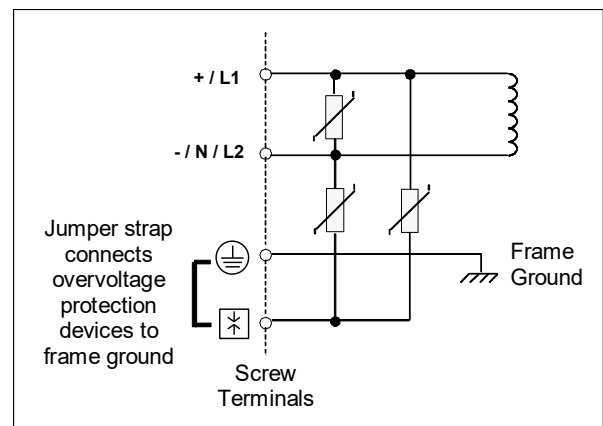 + / L1
- / N / L2
Jumper strap
connects
overvoltage
protection
devices to
frame ground
Frame
Ground
Screw
Terminals